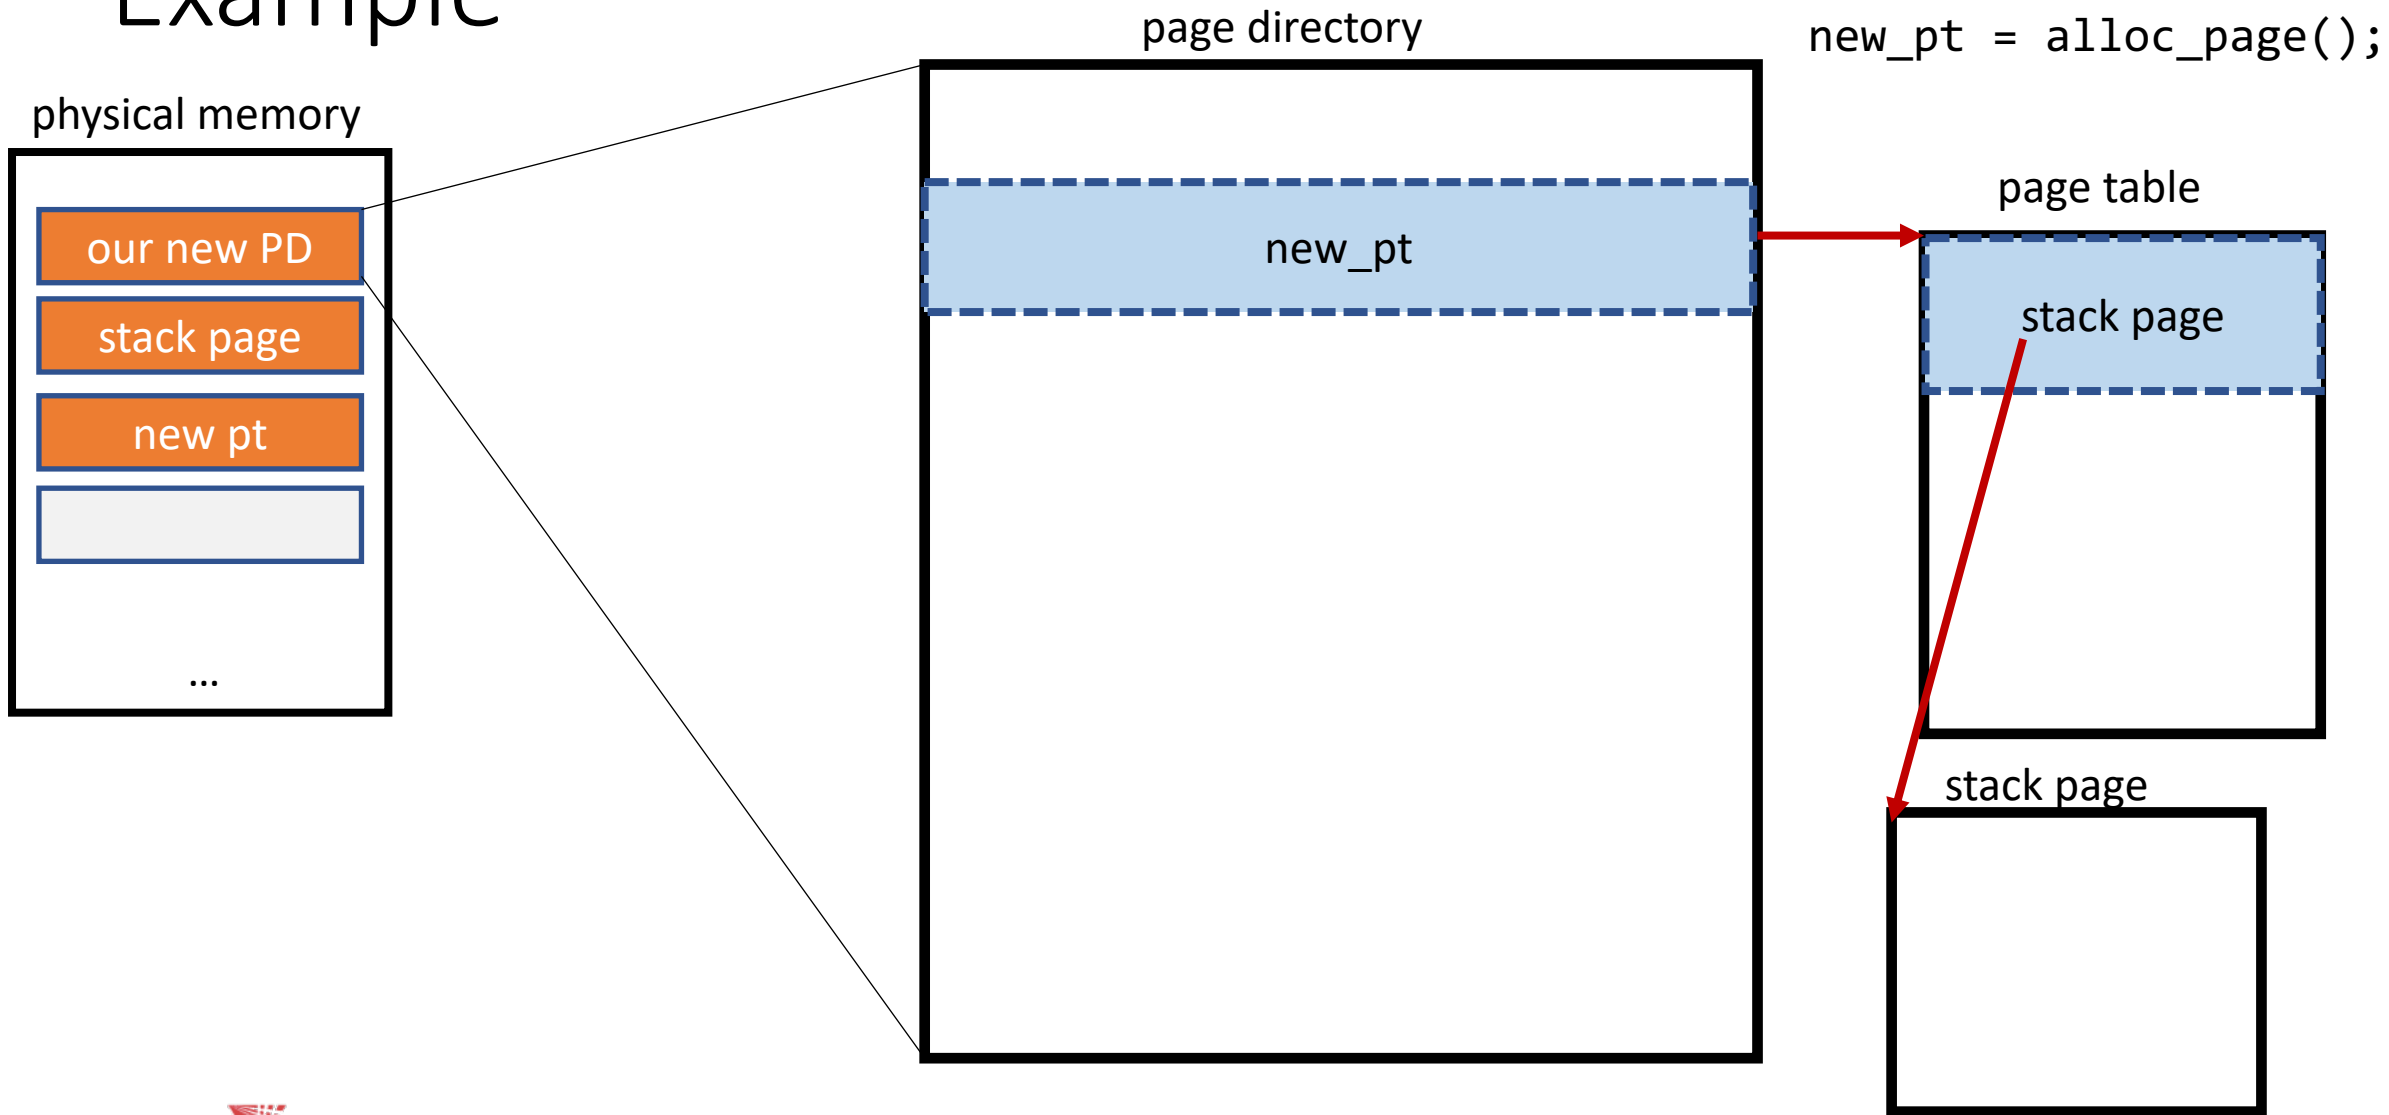 Example
physical memory
our new PD
stack page
new pt
...
page directory
new_pt
new_pt = alloc_page();
page table
stack page
stack page